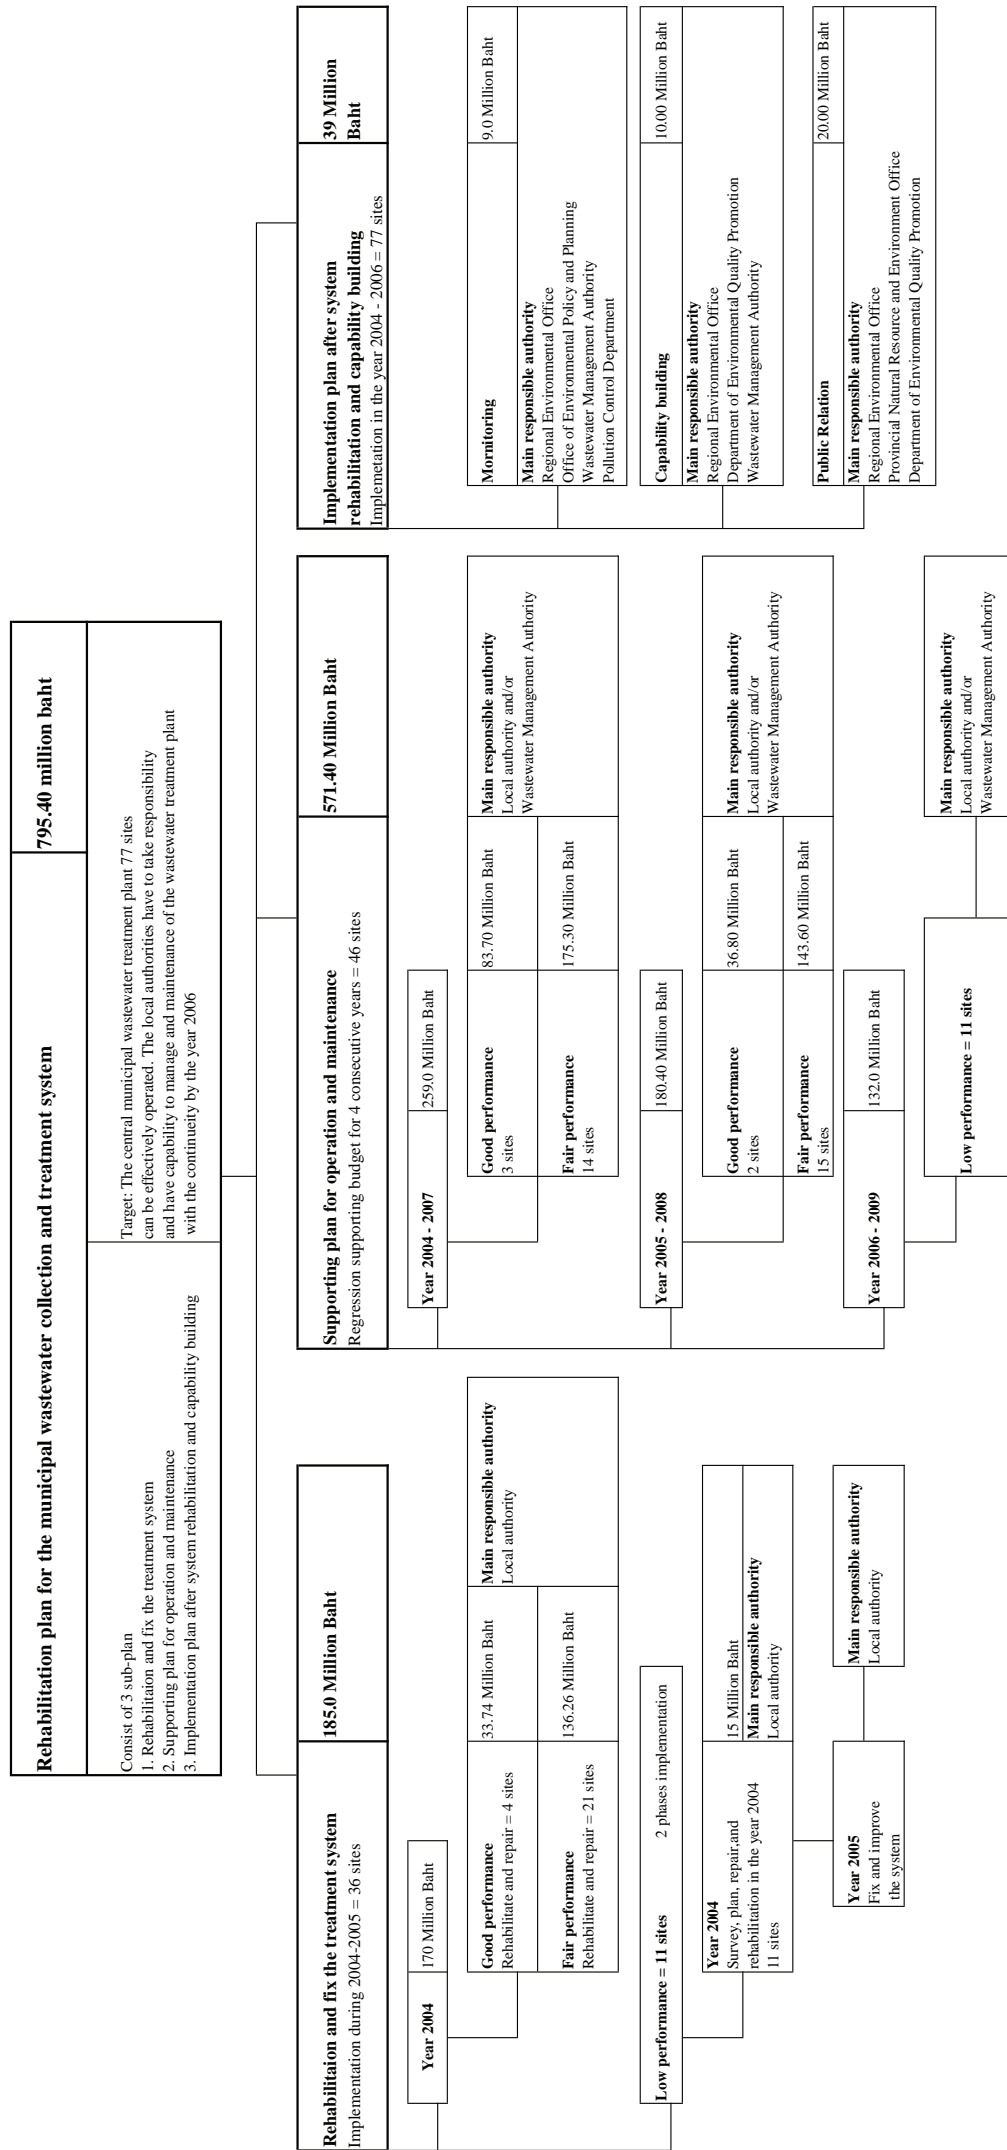 Rehabilitation plan for the municipal wastewater collection and treatment system
795.40 million baht
Consist of 3 sub-plan
1. Rehabilitaion and fix the treatment system
2. Supporting plan for operation and maintenance
3. Implementation plan after system rehabilitation and capability building
Target: The central municipal wastewater treatment plant 77 sites
can be effectively operated. The local authorities have to take responsibility
and have capability to manage and maintenance of the wastewater treatment plant
with the continueity by the year 2006
Rehabilitaion and fix the treatment system
Implementation during 2004-2005 = 36 sites
185.0 Million Baht
Year 2004
170 Million Baht
Good performance
Rehabilitate and repair = 4 sites
33.74 Million Baht
Fair performance
Rehabilitate and repair = 21 sites
136.26 Million Baht
Main responsible authority
Local authority
Low performance = 11 sites
2 phases implementation
Year 2004
Survey, plan, repair,and
rehabilitation in the year 2004
11 sites
15 Million Baht
Main responsible authority
Local authority
Year 2005
Fix and improve
the system
Main responsible authority
Local authority
Supporting plan for operation and maintenance
Regression supporting budget for 4 consecutive years = 46 sites
571.40 Million Baht
Year 2004 - 2007
259.0 Million Baht
Good performance
3 sites
83.70 Million Baht
Fair performance
14 sites
175.30 Million Baht
Main responsible authority
Local authority and/or
Wastewater Management Authority
Year 2005 - 2008
180.40 Million Baht
Good performance
2 sites
36.80 Million Baht
Fair performance
15 sites
143.60 Million Baht
Main responsible authority
Local authority and/or
Wastewater Management Authority
Year 2006 - 2009
132.0 Million Baht
Low performance = 11 sites
Main responsible authority
Local authority and/or
Wastewater Management Authority
Implementation plan after system
rehabilitation and capability building
Implemetation in the year 2004 - 2006 = 77 sites
39 Million
Baht
Mornitoring
9.0 Million Baht
Main responsible authority
Regional Environmental Office
Office of Environmental Policy and Planning
Wastewater Management Authority
Pollution Control Department
Capability building
10.00 Million Baht
Main responsible authority
Regional Environment Office
Department of Environmental Quality Promotion
Wastewater Management Authority
Public Relation
20.00 Million Baht
Main responsible authority
Regional Environment Office
Provincial Natural Resource and Environment Office
Department of Environmental Quality Promotion